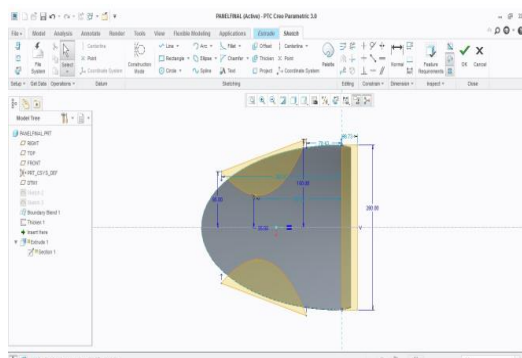 PANELFINAL (Active) - PTC Creo Parametric 3.0
File Model Analysis Annotate Render Tools View Flexible Modeling Applications Extrude Sketch
Centerline Line Arc Fillet Offset Centerline
File System Select Point Construction Mode Rectangle Ellipse Chamfer Thicken Point Palette Normal Feature Requirements OK Cancel
Coordinate System Circle Spline Text Project Coordinate System
Setup Get Data Operations Datum Sketching Editing Constrain Dimension Inspect Close
Model Tree
PANELFINAL.PRT
RIGHT
TOP
FRONT
PRT_CSYS_DEF
DTM1
Sketch 1
Sketch 2
Boundary Blend 1
Thicken 1
Insert Here
Extrude 1
Section 1
100.00
200.00
V